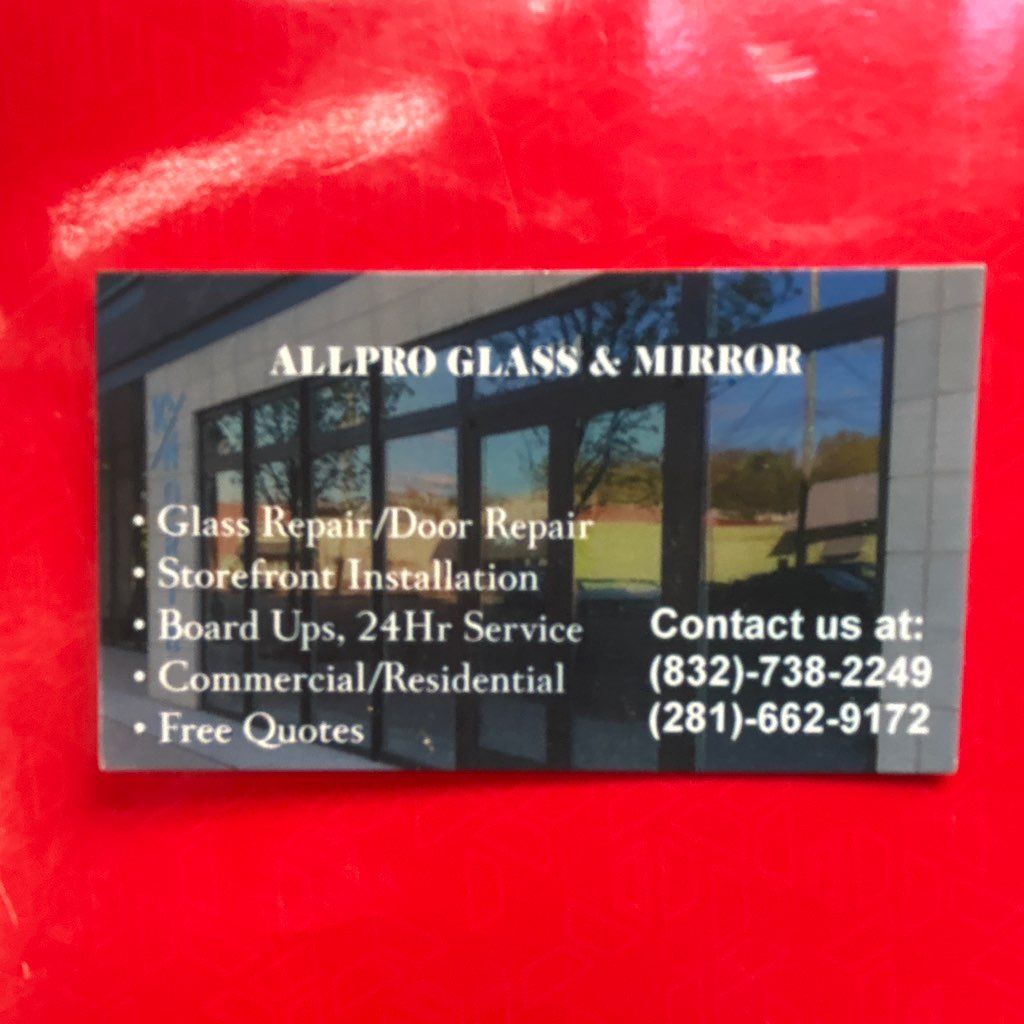 ALLPRO GLASS & MIRROR
• Glass Repair/Door Repair
• Storefront Installation
• Board Ups, 24Hr Service
• Commercial/Residential
• Free Quotes
Contact us at:
(832)-738-2249
(281)-662-9172